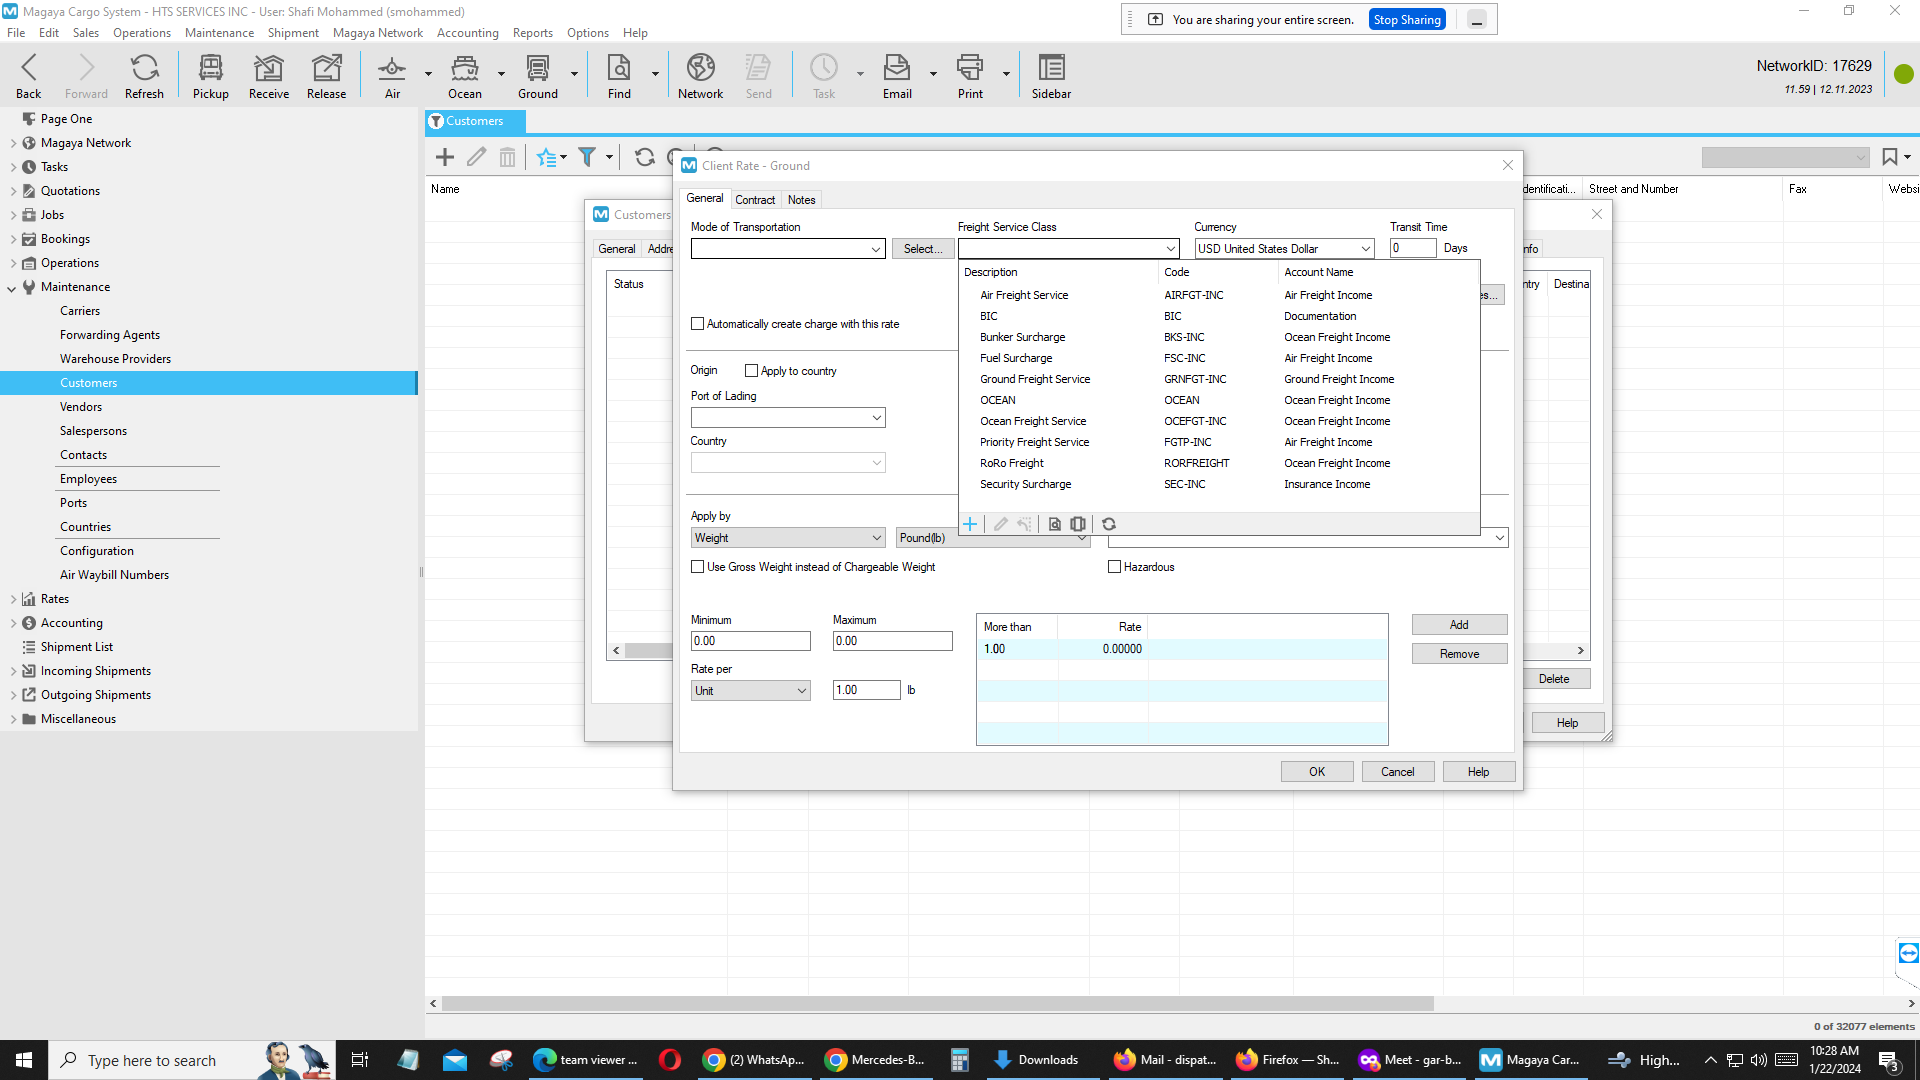 Magaya Cargo System - HTS SERVICES INC - User: Shafi Mohammed (smohammed)
You are sharing your entire screen.
Stop Sharing
File Edit Sales Operations Maintenance Shipment Magaya Network Accounting Reports Options Help
Back Forward Refresh Pickup Receive Release Air Ocean Ground Find Network Send Task Email Print Sidebar
NetworkID: 17629
11.59 | 12.11.2023
Page One
Magaya Network
Tasks
Quotations
Jobs
Bookings
Operations
Maintenance
Carriers
Forwarding Agents
Warehouse Providers
Customers
Vendors
Salespersons
Contacts
Employees
Ports
Countries
Configuration
Air Waybill Numbers
Rates
Accounting
Shipment List
Incoming Shipments
Outgoing Shipments
Miscellaneous
Customers
Name
dentificati... Street and Number Fax Websi
Customers
General Addre
nfo
Status
ntry Destina
es...
Delete
Help
Client Rate - Ground
General Contract Notes
Mode of Transportation Freight Service Class Currency Transit Time
Select... USD United States Dollar 0 Days
Description Code Account Name
Air Freight Service AIRFGT-INC Air Freight Income
BIC BIC Documentation
Bunker Surcharge BKS-INC Ocean Freight Income
Fuel Surcharge FSC-INC Air Freight Income
Ground Freight Service GRNFGT-INC Ground Freight Income
OCEAN OCEAN Ocean Freight Income
Ocean Freight Service OCEFGT-INC Ocean Freight Income
Priority Freight Service FGTP-INC Air Freight Income
RoRo Freight RORFREIGHT Ocean Freight Income
Security Surcharge SEC-INC Insurance Income
Automatically create charge with this rate
Origin Apply to country
Port of Lading
Country
Apply by
Weight Pound(lb)
Use Gross Weight instead of Chargeable Weight Hazardous
Minimum Maximum
0.00 0.00
Rate per
Unit 1.00 lb
More than Rate
1.00 0.00000
Add
Remove
OK Cancel Help
0 of 32077 elements
Type here to search
team viewer ...
(2) WhatsAp...
Mercedes-B...
Downloads
Mail - dispat...
Firefox — Sh...
Meet - gar-b...
Magaya Car...
High...
10:28 AM
1/22/2024
3